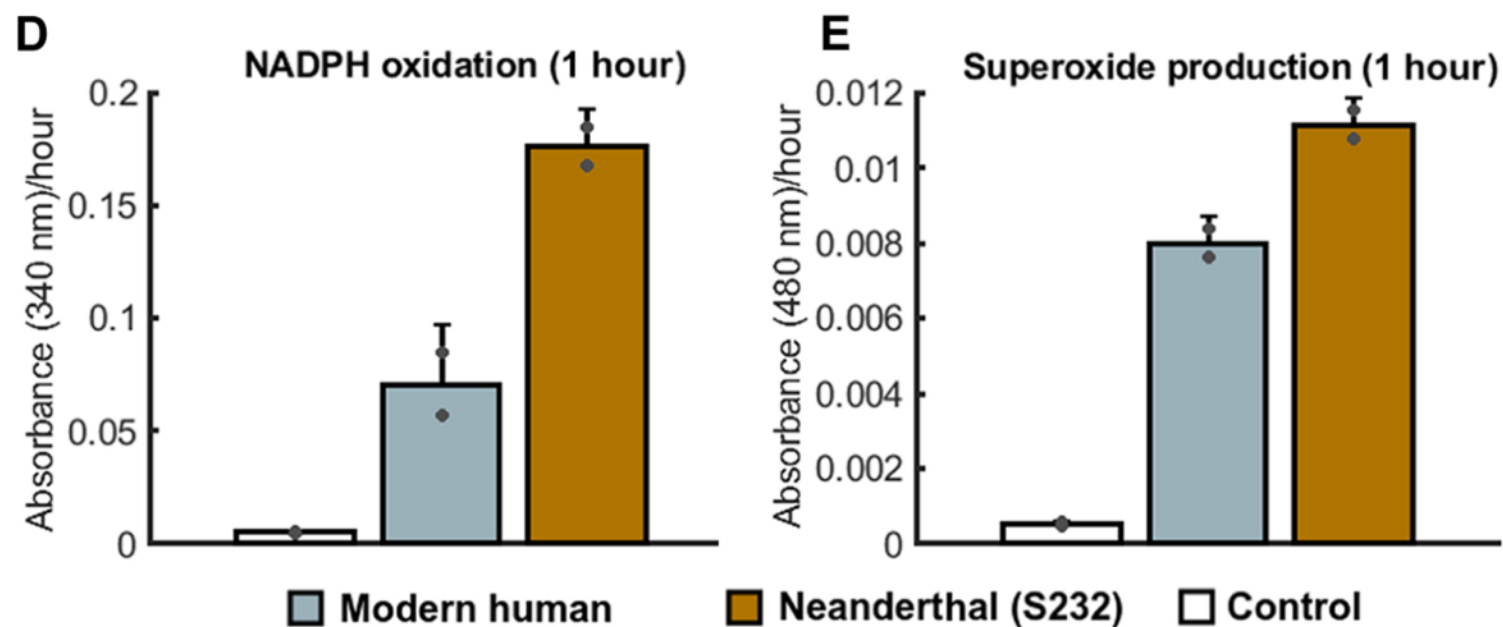 D
NADPH oxidation (1 hour)
Absorbance (340 nm)/hour
0.2
0.15
0.1
0.05
0
E
Superoxide production (1 hour)
Absorbance (480 nm)/hour
0.012
0.01
0.008
0.006
0.004
0.002
0
Modern human
Neanderthal (S232)
Control